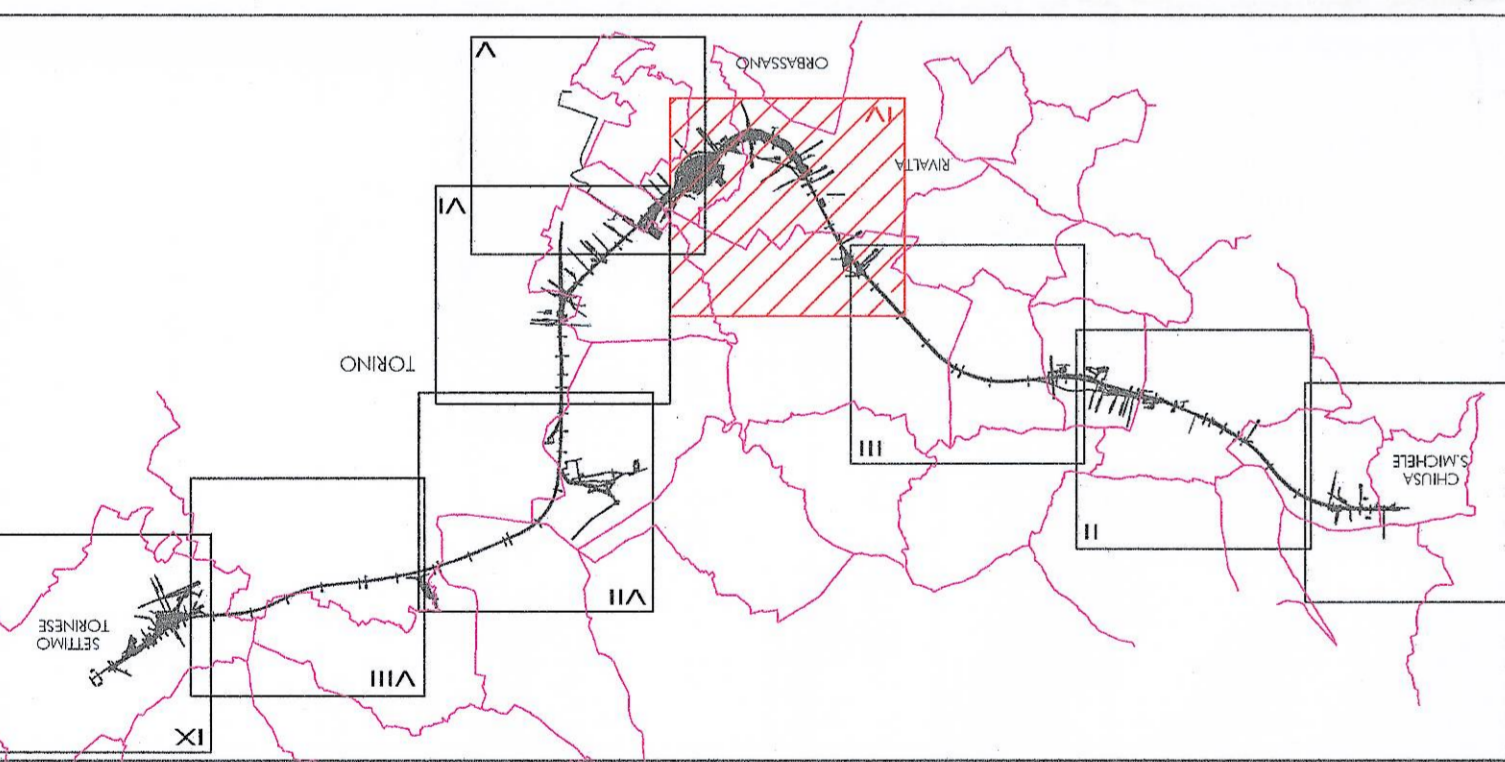 IX
VIII
SETTIMO
TORINESE
VII
II
CHIUSA
S.MICHELE
III
TORINO
VI
RIVALTA
IV
ORBASSANO
V